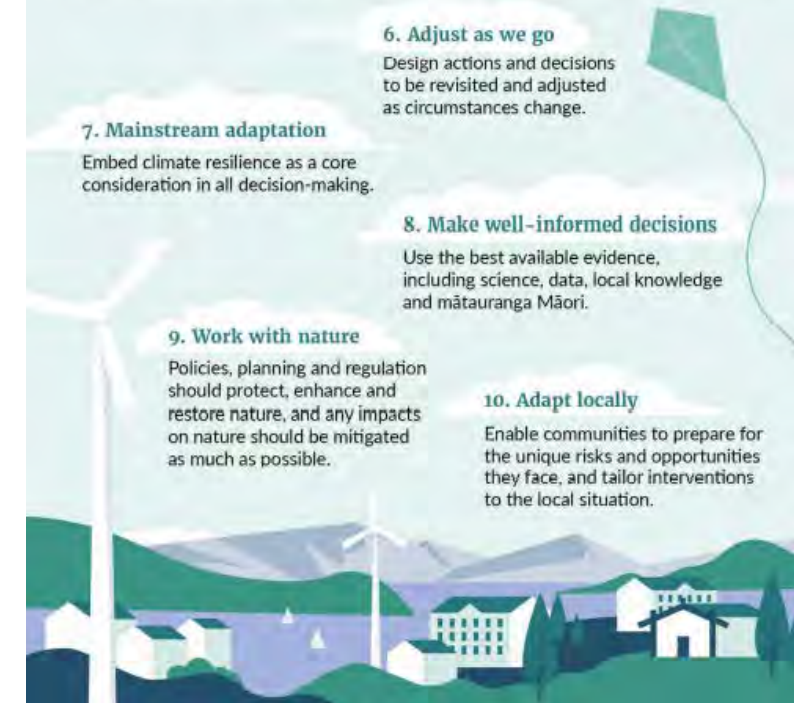 6. Adjust as we go
Design actions and decisions
to be revisited and adjusted
as circumstances change.
7. Mainstream adaptation
Embed climate resilience as a core
consideration in all decision-making.
8. Make well-informed decisions
Use the best available evidence,
including science, data, local knowledge
and mātauranga Māori.
9. Work with nature
Policies, planning and regulation
should protect, enhance and
restore nature, and any impacts
on nature should be mitigated
as much as possible.
10. Adapt locally
Enable communities to prepare for
the unique risks and opportunities
they face, and tailor interventions
to the local situation.